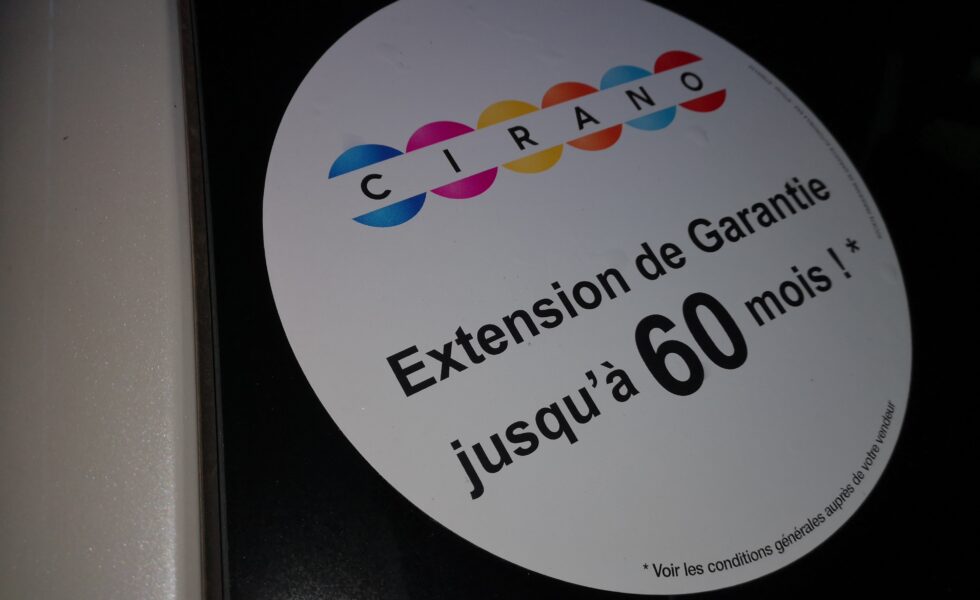 CIRANO
Extension de Garantie
jusqu'à 60 mois ! *
* Voir les conditions générales auprès de votre vendeur